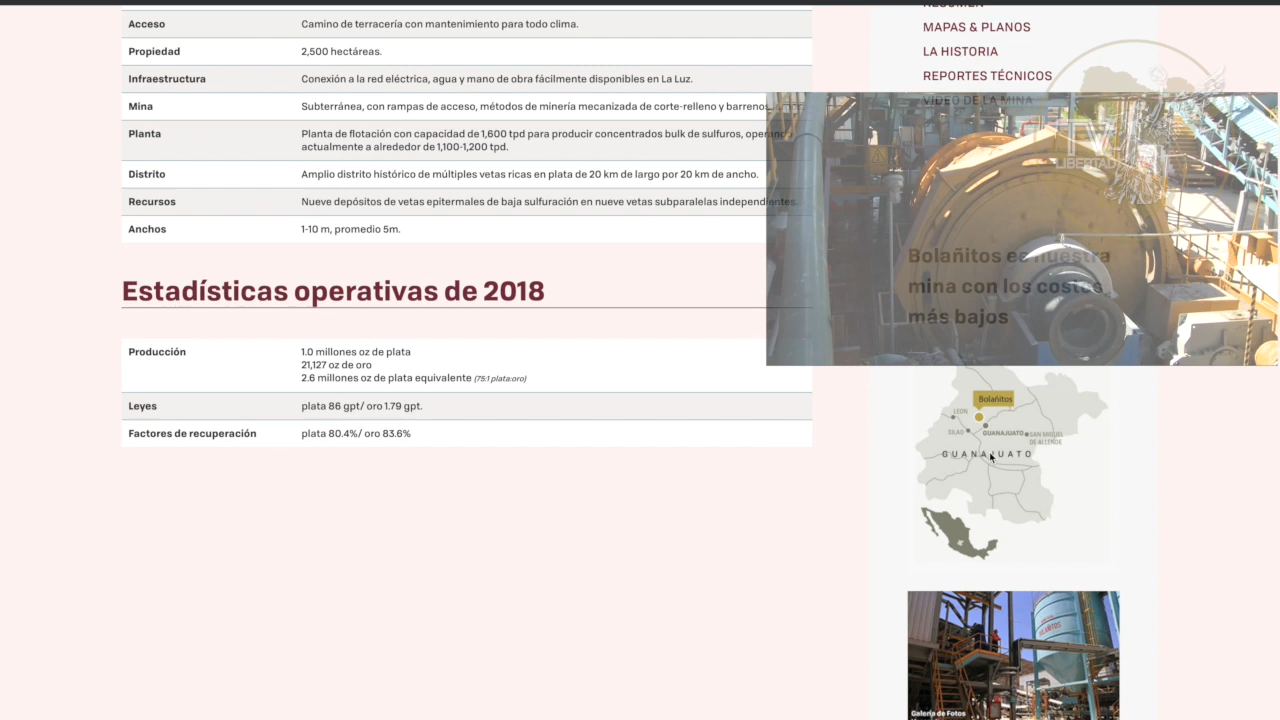 RESUMEN
Acceso Camino de terracería con mantenimiento para todo clima.
MAPAS & PLANOS
Propiedad 2,500 hectáreas.
LA HISTORIA
Infraestructura Conexión a la red eléctrica, agua y mano de obra fácilmente disponibles en La Luz.
REPORTES TÉCNICOS
VIDEO DE LA MINA
Mina Subterránea, con rampas de acceso, métodos de minería mecanizada de corte-relleno y barrenos
Planta Planta de flotación con capacidad de 1,600 tpd para producir concentrados bulk de sulfuros, operando
actualmente a alrededor de 1,100-1,200 tpd.
TV
LIBERTAD
Distrito Amplio distrito histórico de múltiples vetas ricas en plata de 20 km de largo por 20 km de ancho.
Recursos Nueve depósitos de vetas epitermales de baja sulfuración en nueve vetas subparalelas independientes.
Anchos 1-10 m, promedio 5m.
Bolañitos es nuestra
mina con los costos
más bajos
Estadísticas operativas de 2018
Producción 1.0 millones oz de plata
21,127 oz de oro
2.6 millones oz de plata equivalente (75:1 plata:oro)
Leyes plata 86 gpt/ oro 1.79 gpt.
Factores de recuperación plata 80.4%/ oro 83.6%
Bolañitos
LEON
SILAO
GUANAJUATO
SAN MIGUEL
DE ALLENDE
GUANAJUATO
Galería de Fotos